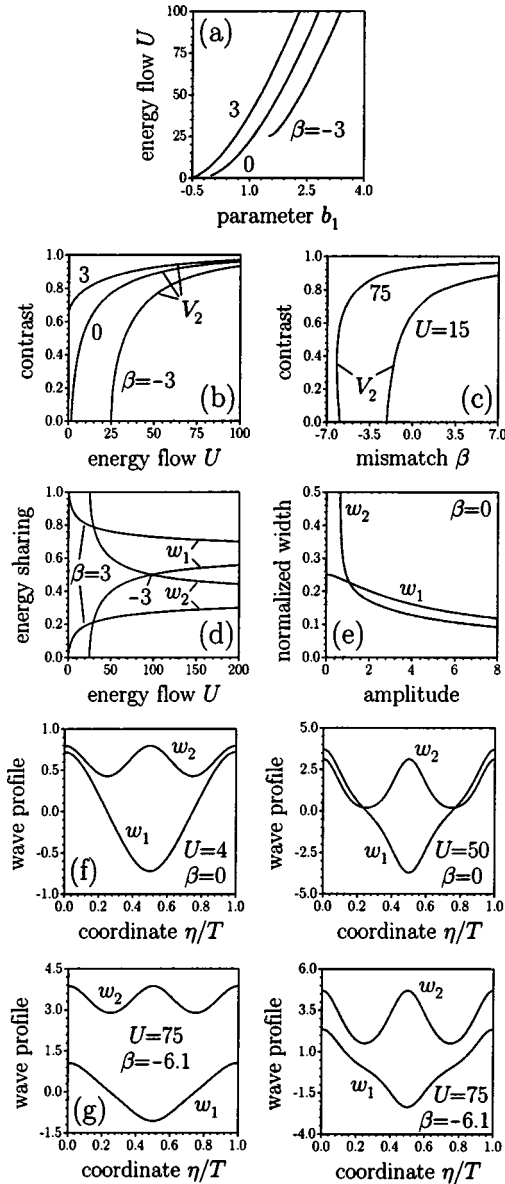 (a)
100
75
50
25
0
energy flow U
3
0
β=-3
-0.5 1.0 2.5 4.0
parameter b₁
1.0
0.8
0.6
0.4
0.2
0.0
contrast
3
0
V₂
β=-3
(b)
0 25 50 75 100
energy flow U
1.0
0.8
0.6
0.4
0.2
0.0
contrast
75
U=15
V₂
(c)
-7.0 -3.5 0.0 3.5 7.0
mismatch β
1.0
0.8
0.6
0.4
0.2
0.0
energy sharing
w₁
β=3
-3
w₂
(d)
0 50 100 150 200
energy flow U
0.5
0.4
0.3
0.2
0.1
0.0
normalized width
w₂
β=0
w₁
(e)
0 2 4 6 8
amplitude
1.0
0.5
0.0
-0.5
-1.0
wave profile
w₂
w₁
U=4
β=0
(f)
0.0 0.2 0.4 0.6 0.8 1.0
coordinate η/T
5.0
2.5
0.0
-2.5
-5.0
wave profile
w₂
w₁
U=50
β=0
0.0 0.2 0.4 0.6 0.8 1.0
coordinate η/T
4.5
3.0
1.5
0.0
-1.5
wave profile
w₂
U=75
β=-6.1
w₁
(g)
0.0 0.2 0.4 0.6 0.8 1.0
coordinate η/T
6.0
3.5
1.0
-1.5
-4.0
wave profile
w₂
w₁
U=75
β=-6.1
0.0 0.2 0.4 0.6 0.8 1.0
coordinate η/T